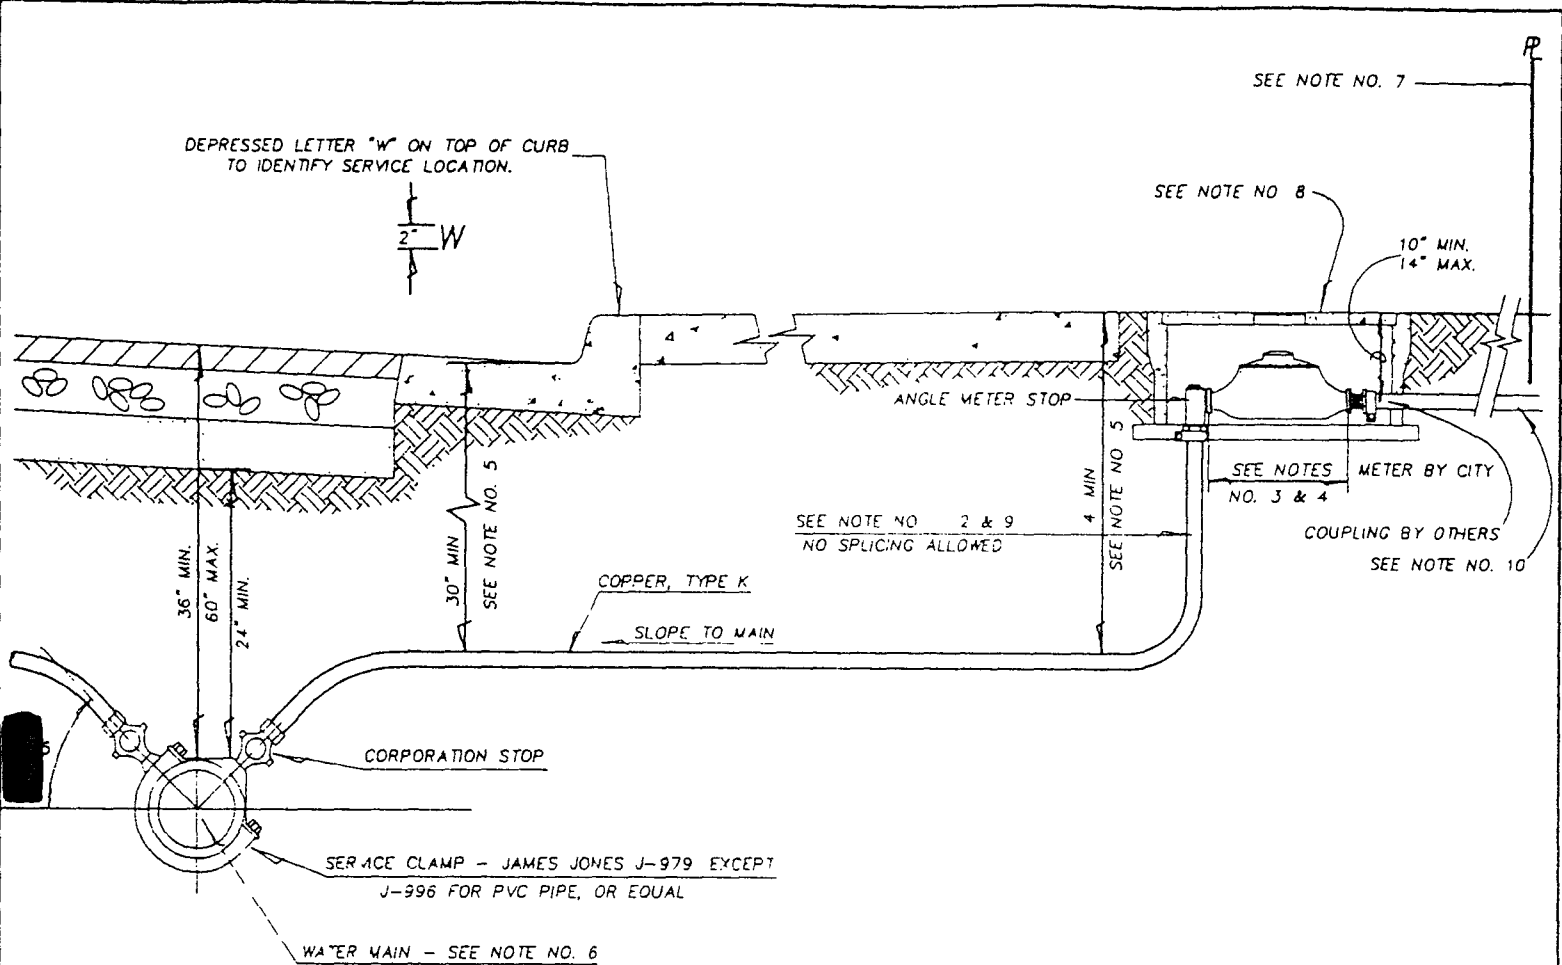 PL
SEE NOTE NO. 7
DEPRESSED LETTER "W" ON TOP OF CURB
TO IDENTIFY SERVICE LOCATION.
SEE NOTE NO 8
2" W
10" MIN.
14" MAX.
ANGLE METER STOP
SEE NOTES
NO. 3 & 4
METER BY CITY
4 MIN
SEE NOTE NO 5
SEE NOTE NO 2 & 9
NO SPLICING ALLOWED
COUPLING BY OTHERS
SEE NOTE NO. 10
36" MIN.
60" MAX.
24" MIN.
30" MIN
SEE NOTE NO. 5
COPPER, TYPE K
SLOPE TO MAIN
CORPORATION STOP
SERVICE CLAMP - JAMES JONES J-979 EXCEPT
J-996 FOR PVC PIPE, OR EQUAL
WATER MAIN - SEE NOTE NO. 6